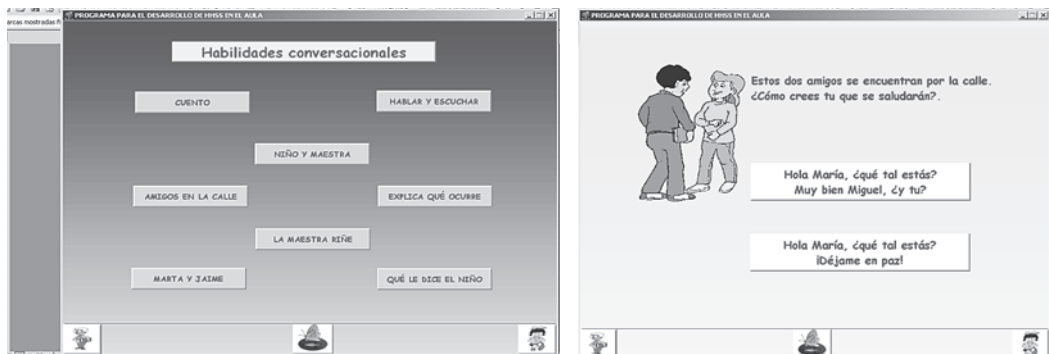 arcas mostradas
PROGRAMA PARA EL DESARROLLO DE HHSS EN EL AULA
Habilidades conversacionales
CUENTO
HABLAR Y ESCUCHAR
NIÑO Y MAESTRA
AMIGOS EN LA CALLE
EXPLICA QUÉ OCURRE
LA MAESTRA RIÑE
MARTA Y JAIME
QUÉ LE DICE EL NIÑO
PROGRAMA PARA EL DESARROLLO DE HHSS EN EL AULA
Estos dos amigos se encuentran por la calle.
¿Cómo crees tu que se saludarán?.
Hola María, ¿qué tal estás?
Muy bien Miguel, ¿y tu?
Hola María, ¿qué tal estás?
¡Déjame en paz!